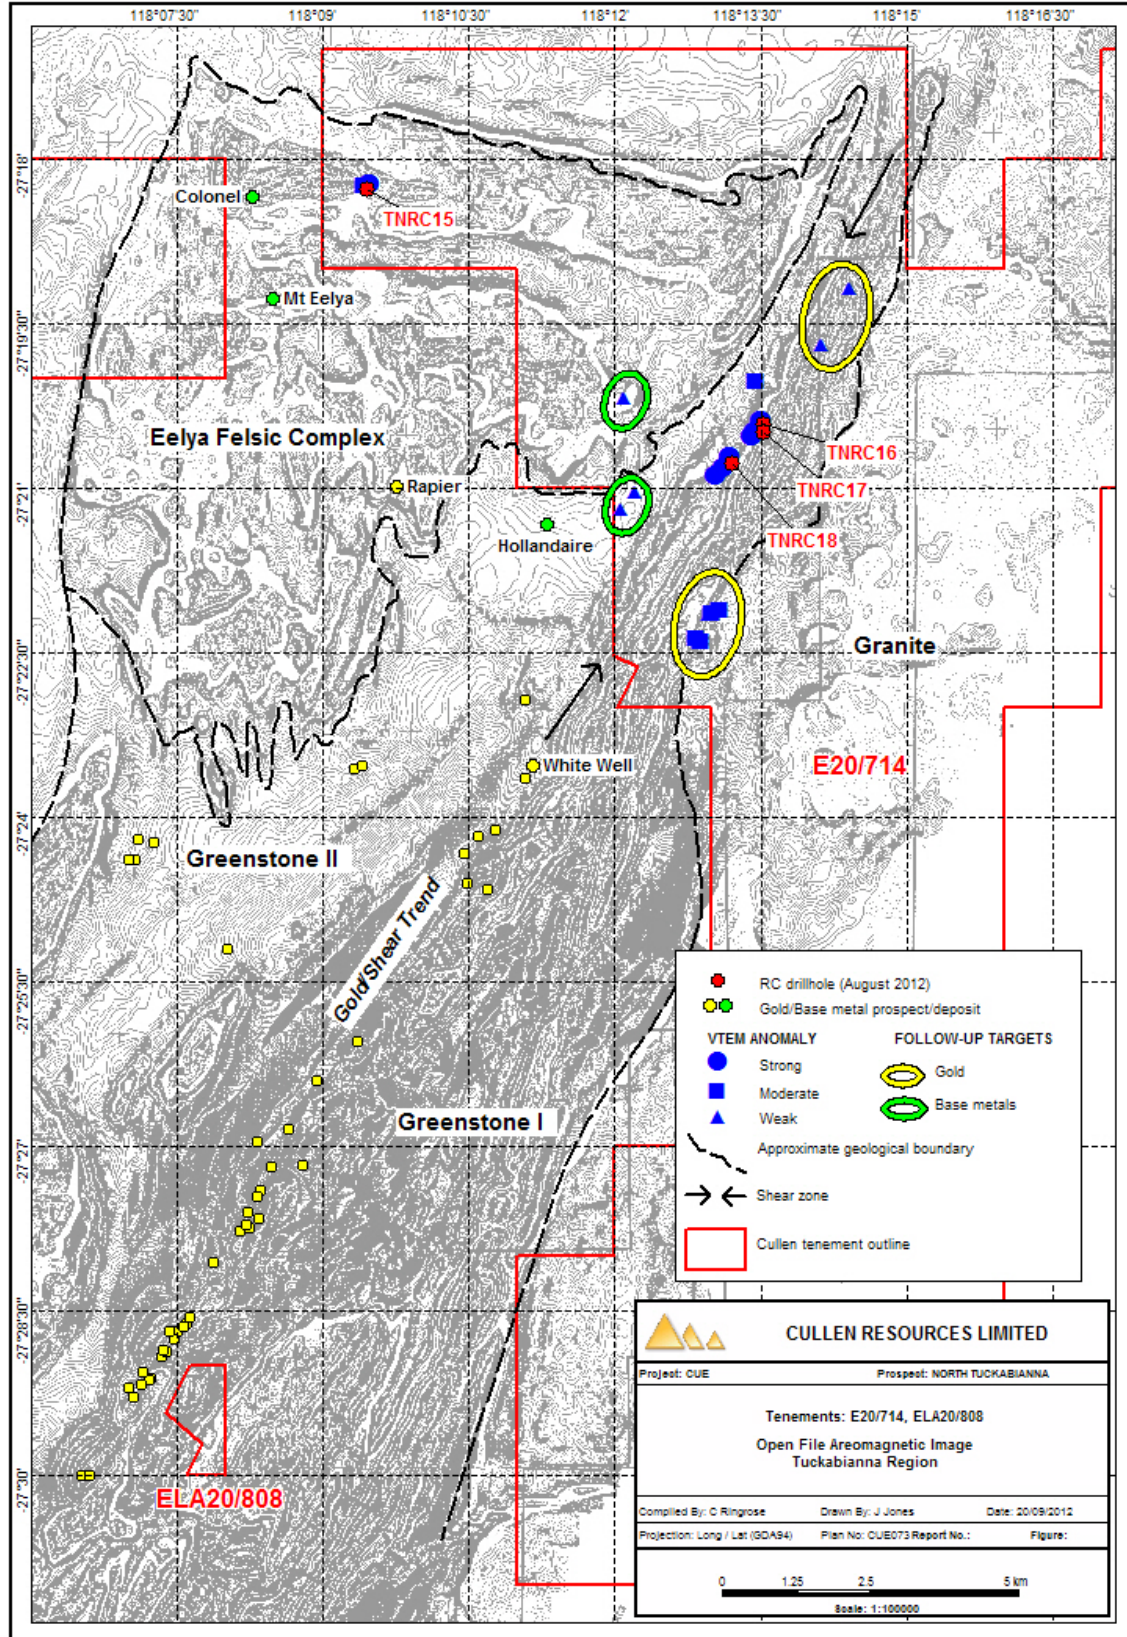 118°07'30" 118°09' 118°10'30" 118°12' 118°13'30" 118°15' 118°16'30"
27°18'
Colonel
TNRC15
Mt Eelya
27°19'30"
Eelya Felsic Complex
TNRC16
Rapier
TNRC17
27°21'
Hollandaire
TNRC18
Granite
27°22'30"
White Well
E20/714
27°24'
Greenstone II
Gold/Shear Trend
27°25'30"
Greenstone I
27°27'
27°28'30"
27°30'
ELA20/808
RC drillhole (August 2012)
Gold/Base metal prospect/deposit
VTEM ANOMALY
Strong
Moderate
Weak
FOLLOW-UP TARGETS
Gold
Base metals
Approximate geological boundary
Shear zone
Cullen tenement outline
CULLEN RESOURCES LIMITED
Project: CUE Prospect: NORTH TUCKABIANNA
Tenements: E20/714, ELA20/808
Open File Areomagnetic Image
Tuckabianna Region
Compiled By: C Ringrose Drawn By: J Jones Date: 20/09/2012
Projection: Long / Lat (GDA94) Plan No: CUE073 Report No.: Figure:
0 1.25 2.5 5 km
Scale: 1:100000